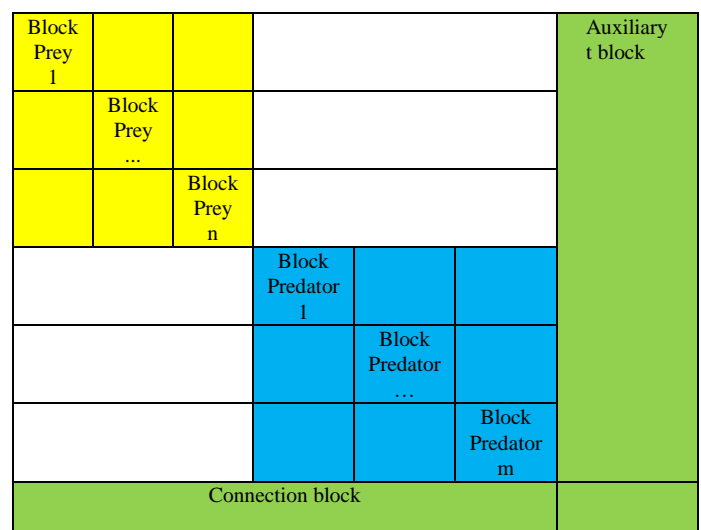 Block
Prey
1
Auxiliary
t block
Block
Prey
...
Block
Prey
n
Block
Predator
1
Block
Predator
…
Block
Predator
m
Connection block